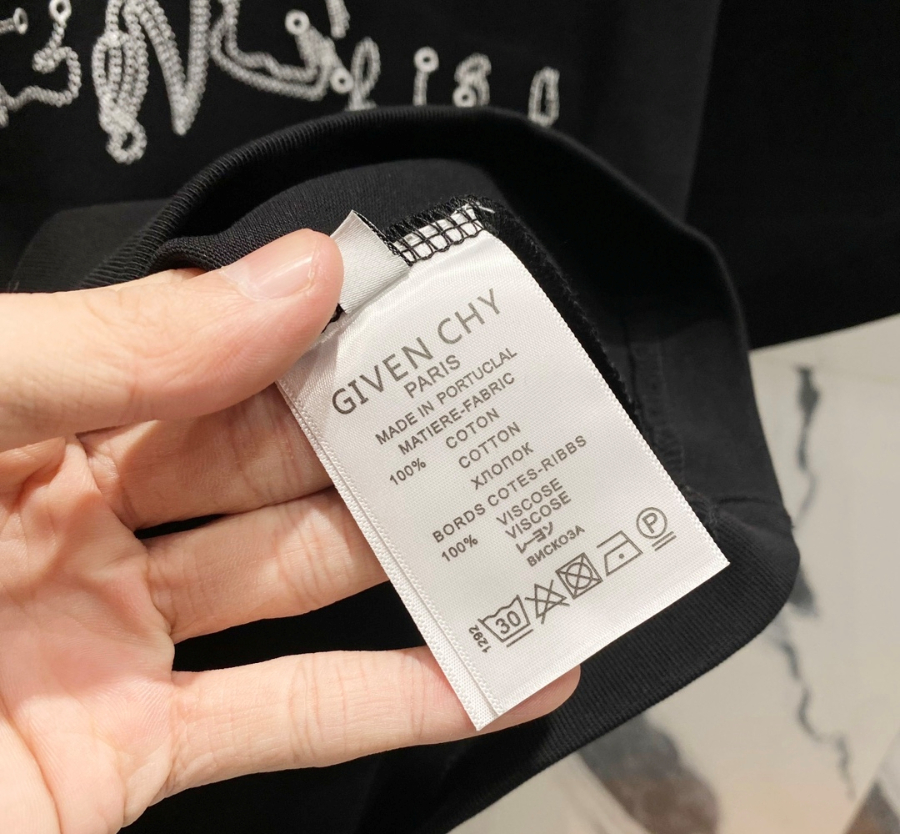 GIVEN CHY
PARIS
MADE IN PORTUCLAL
MATIERE-FABRIC
100% COTON
COTTON
ХЛОПОК
BORDS COTES-RIBBS
100% VISCOSE
VISCOSE
レーヨン
ВИСКОЗА
1292
30
P